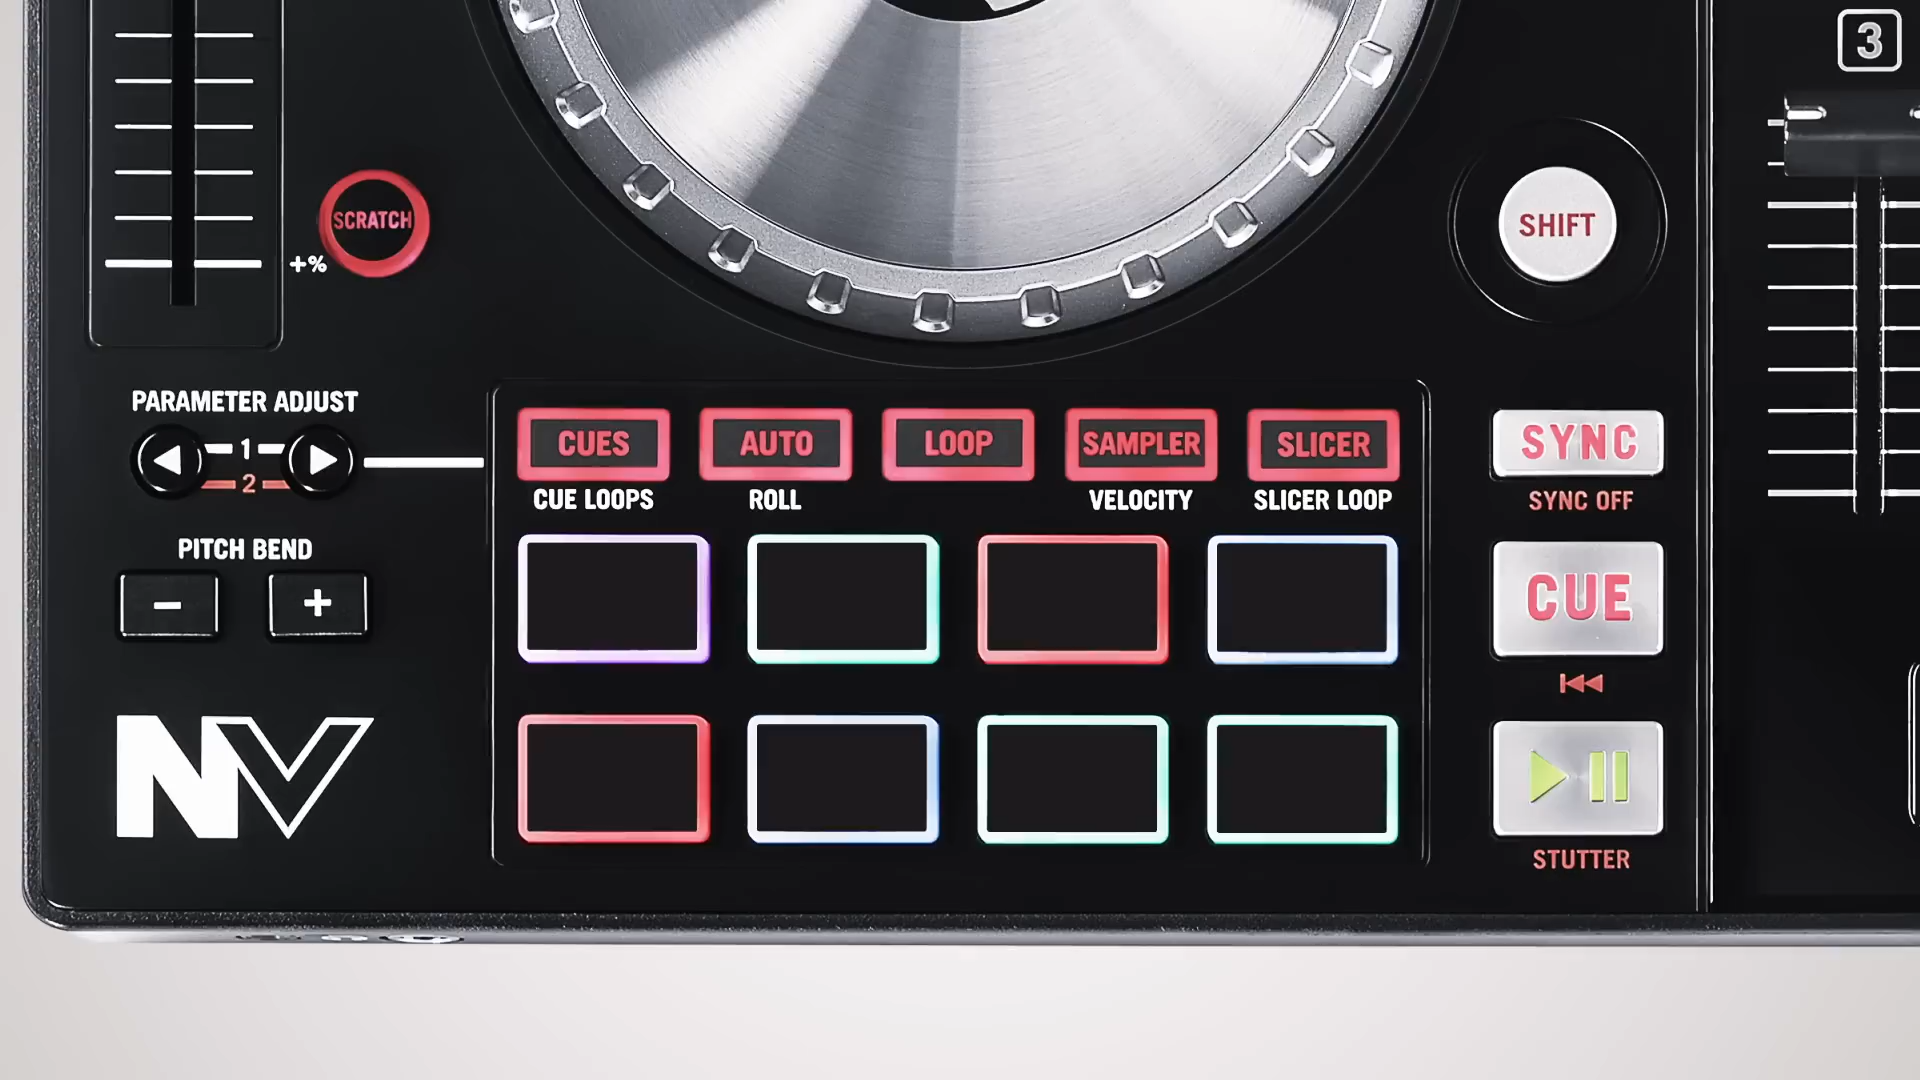 3
SCRATCH
+%
SHIFT
PARAMETER ADJUST
1
2
CUES
AUTO
LOOP
SAMPLER
SLICER
SYNC
CUE LOOPS
ROLL
VELOCITY
SLICER LOOP
SYNC OFF
PITCH BEND
- +
CUE
NV
STUTTER